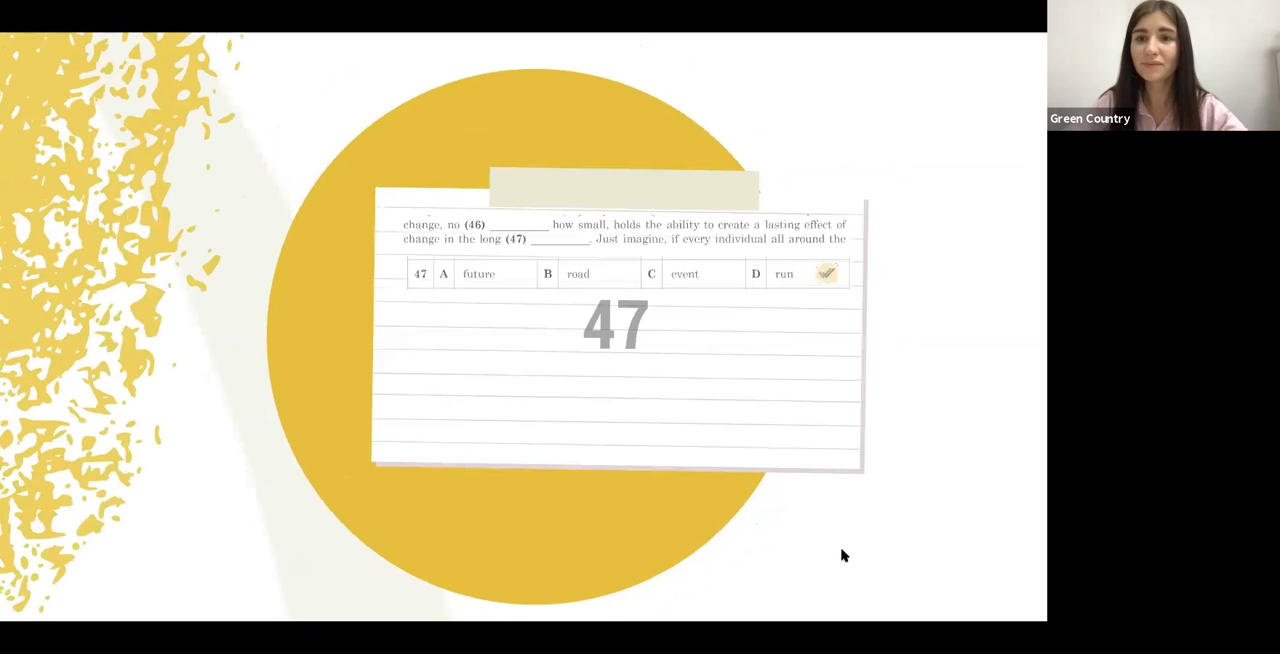 Green Country
change, no (46) __________ how small, holds the ability to create a lasting effect of
change in the long (47) __________. Just imagine, if every individual all around the
47 A future B road C event D run
47